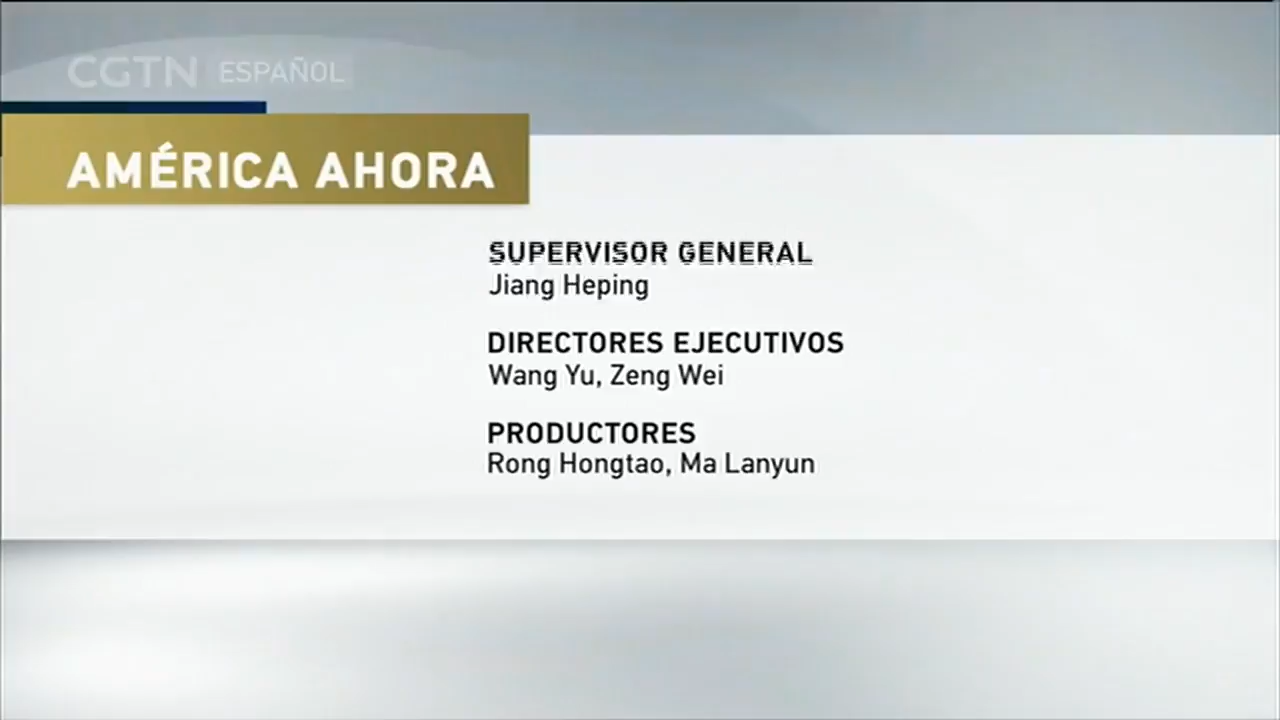 CGTN ESPAÑOL
AMÉRICA AHORA
SUPERVISOR GENERAL
Jiang Heping
DIRECTORES EJECUTIVOS
Wang Yu, Zeng Wei
PRODUCTORES
Rong Hongtao, Ma Lanyun